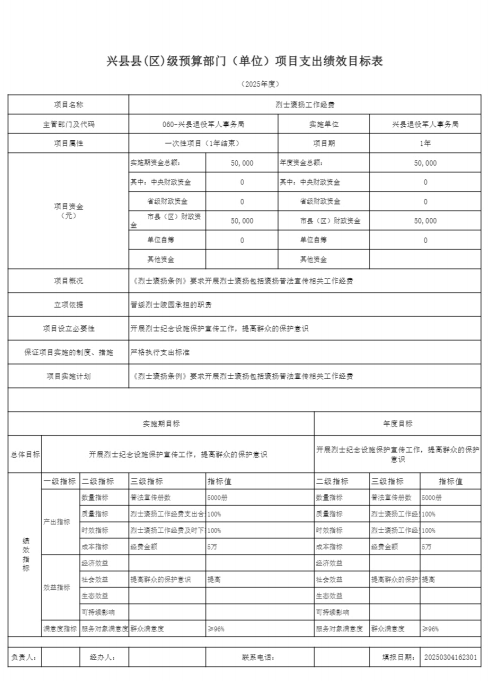 兴县县(区)级预算部门（单位）项目支出绩效目标表
（2025年度）
项目名称 烈士褒扬工作经费
主管部门及代码 060-兴县退役军人事务局 实施单位 兴县退役军人事务局
项目属性 一次性项目（1年结束） 项目期 1年
项目资金（元） 实施期资金总额： 50,000 年度资金总额： 50,000
其中：中央财政资金 0 其中：中央财政资金 0
省级财政资金 0 省级财政资金 0
市县（区）财政资金 50,000 市县（区）财政资金 50,000
单位自筹 0 单位自筹 0
其他资金 其他资金
项目概况 《烈士褒扬条例》要求开展烈士褒扬包括褒扬普法宣传相关工作经费
立项依据 晋绥烈士陵园承担的职责
项目设立必要性 开展烈士纪念设施保护宣传工作，提高群众的保护意识
保证项目实施的制度、措施 严格执行支出标准
项目实施计划 《烈士褒扬条例》要求开展烈士褒扬包括褒扬普法宣传相关工作经费
实施期目标 年度目标
总体目标 开展烈士纪念设施保护宣传工作，提高群众的保护意识 开展烈士纪念设施保护宣传工作，提高群众的保护意识
绩效指标 一级指标 二级指标 三级指标 指标值 二级指标 三级指标 指标值
产出指标 数量指标 普法宣传册数 5000册 数量指标 普法宣传册数 5000册
质量指标 烈士褒扬工作经费支出合 100% 质量指标 烈士褒扬工作经 100%
时效指标 烈士褒扬工作经费及时下 100% 时效指标 烈士褒扬工作经 100%
成本指标 经费金额 5万 成本指标 经费金额 5万
效益指标 经济效益 经济效益
社会效益 提高群众的保护意识 提高 社会效益 提高群众的保护 提高
生态效益 生态效益
可持续影响 可持续影响
满意度指标 服务对象满意度 群众满意度 ≥96% 服务对象满意度 群众满意度 ≥96%
负责人： 经办人： 联系电话： 填报日期： 20250304162301